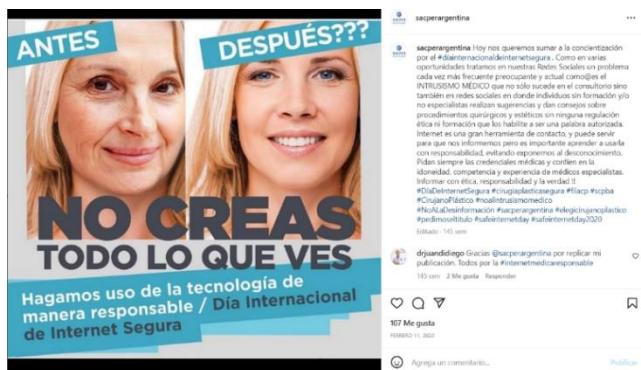 ANTES
DESPUÉS???
NO CREAS
TODO LO QUE VES
Hagamos uso de la tecnología de
manera responsable / Día Internacional
de Internet Segura
sacperargentina
sacperargentina Hoy nos queremos sumar a la concientización
por el #diainternacionaldeinternetsegura . Como en varias
oportunidades tratamos en nuestras Redes Sociales un problema
cada vez más frecuente preocupante y actual como@es el
INTRUSISMO MÉDICO que no sólo sucede en el consultorio sino
también en redes sociales en donde individuos sin formación y/o
no especialistas realizan sugerencias y dan consejos sobre
procedimientos quirúrgicos y estéticos sin ninguna regulación
ética ni formación que los habilite a ser una palabra autorizada.
Internet es una gran herramienta de contacto, y puede servir
para que nos informemos pero es importante aprender a usarla
con responsabilidad, evitando exponernos al desconocimiento.
Pidan siempre las credenciales médicas y confíen en la
idoneidad, competencia y experiencia de médicos especialistas.
Informar con ética, responsabilidad y la verdad !!
#DíaDeInternetSegura #cirugiaplasticasegura #filacp #scpba
#CirujanoPlástico #noalintrusismomedico
#NoALaDesinformación #sacperargentina #elegicirujanoplastico
#pedimoseltitulo #safeinternetday #safeinternetday2020
Editado · 145 sem
drjuandiego Gracias @sacperargentina por replicar mi
publicación. Todos por la #internetmedicaresponsable
145 sem 2 Me gusta Responder
107 Me gusta
FEBRERO 11, 2020
Agrega un comentario...
Publicar